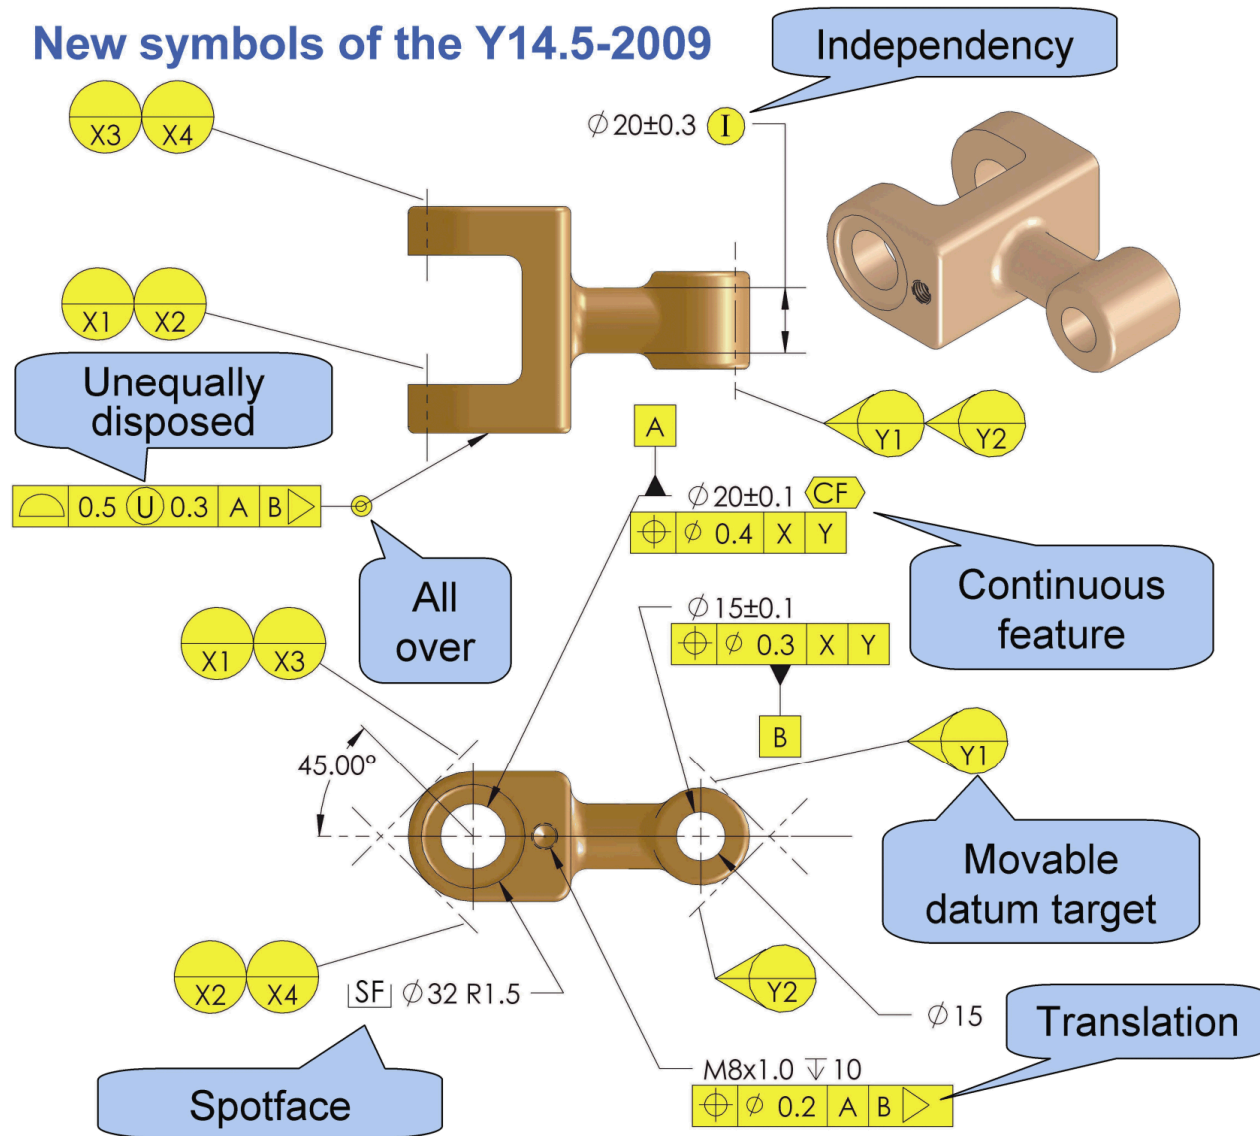 New symbols of the Y14.5-2009
Independency
X3 X4
∅20±0.3 Ⓘ
X1 X2
Unequally
disposed
Y1 Y2
A
⌓ 0.5 Ⓤ 0.3 A B ▷
∅20±0.1 CF
⌖ ∅ 0.4 X Y
All
over
Continuous
feature
∅15±0.1
⌖ ∅ 0.3 X Y
X1 X3
B
Y1
45.00°
Movable
datum target
X2 X4
SF ∅32 R1.5
Y2
∅15
Translation
M8x1.0 ↧10
⌖ ∅ 0.2 A B ▷
Spotface